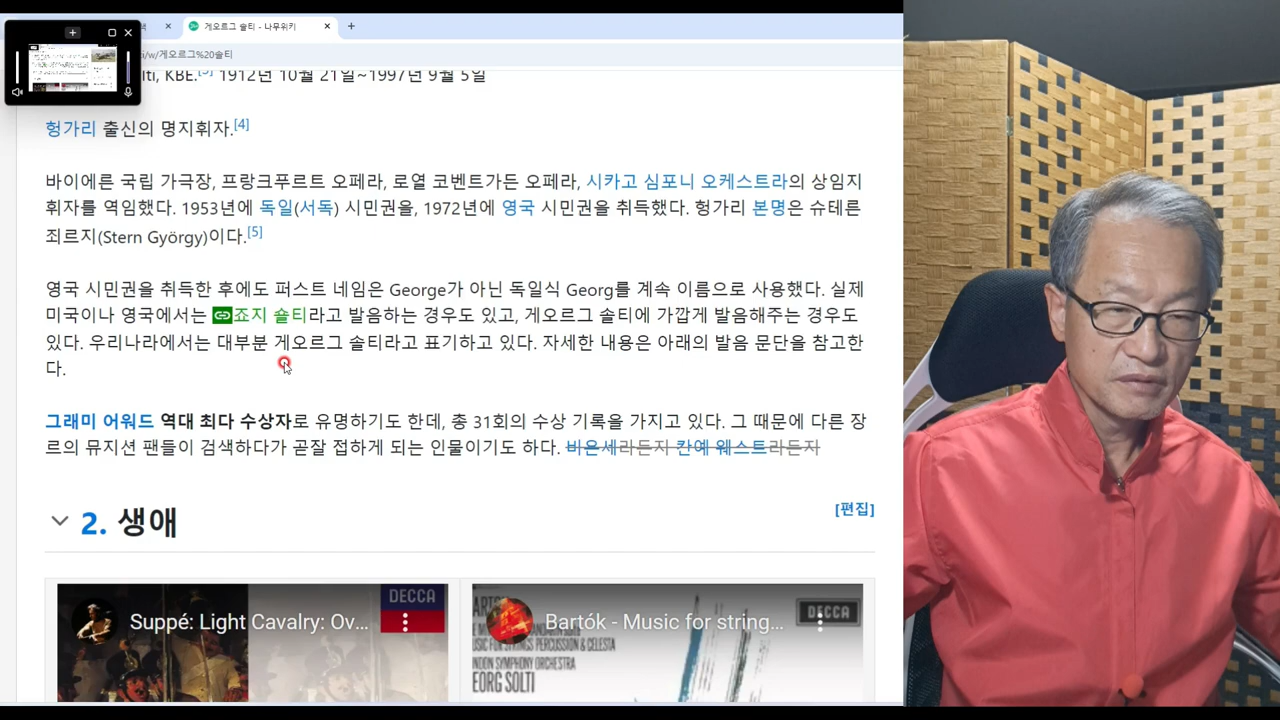 게오르그 솔티 - 나무위키
i/w/게오르그%20솔티
lti, KBE.[3] 1912년 10월 21일~1997년 9월 5일
헝가리 출신의 명지휘자.[4]
바이에른 국립 가극장, 프랑크푸르트 오페라, 로열 코벤트가든 오페라, 시카고 심포니 오케스트라의 상임지
휘자를 역임했다. 1953년에 독일(서독) 시민권을, 1972년에 영국 시민권을 취득했다. 헝가리 본명은 슈테른
죄르지(Stern György)이다.[5]
영국 시민권을 취득한 후에도 퍼스트 네임은 George가 아닌 독일식 Georg를 계속 이름으로 사용했다. 실제
미국이나 영국에서는 죠지 숄티라고 발음하는 경우도 있고, 게오르그 솔티에 가깝게 발음해주는 경우도
있다. 우리나라에서는 대부분 게오르그 솔티라고 표기하고 있다. 자세한 내용은 아래의 발음 문단을 참고한
다.
그래미 어워드 역대 최다 수상자로 유명하기도 한데, 총 31회의 수상 기록을 가지고 있다. 그 때문에 다른 장
르의 뮤지션 팬들이 검색하다가 곧잘 접하게 되는 인물이기도 하다. 비욘세라든지 칸예 웨스트라든지
2. 생애
[편집]
DECCA
Suppé: Light Cavalry: Ov...
DECCA
Bartók - Music for string...
IC FOR STRINGS PERCUSSION & CELESTA
NDON SYMPHONY ORCHESTRA
EORG SOLTI